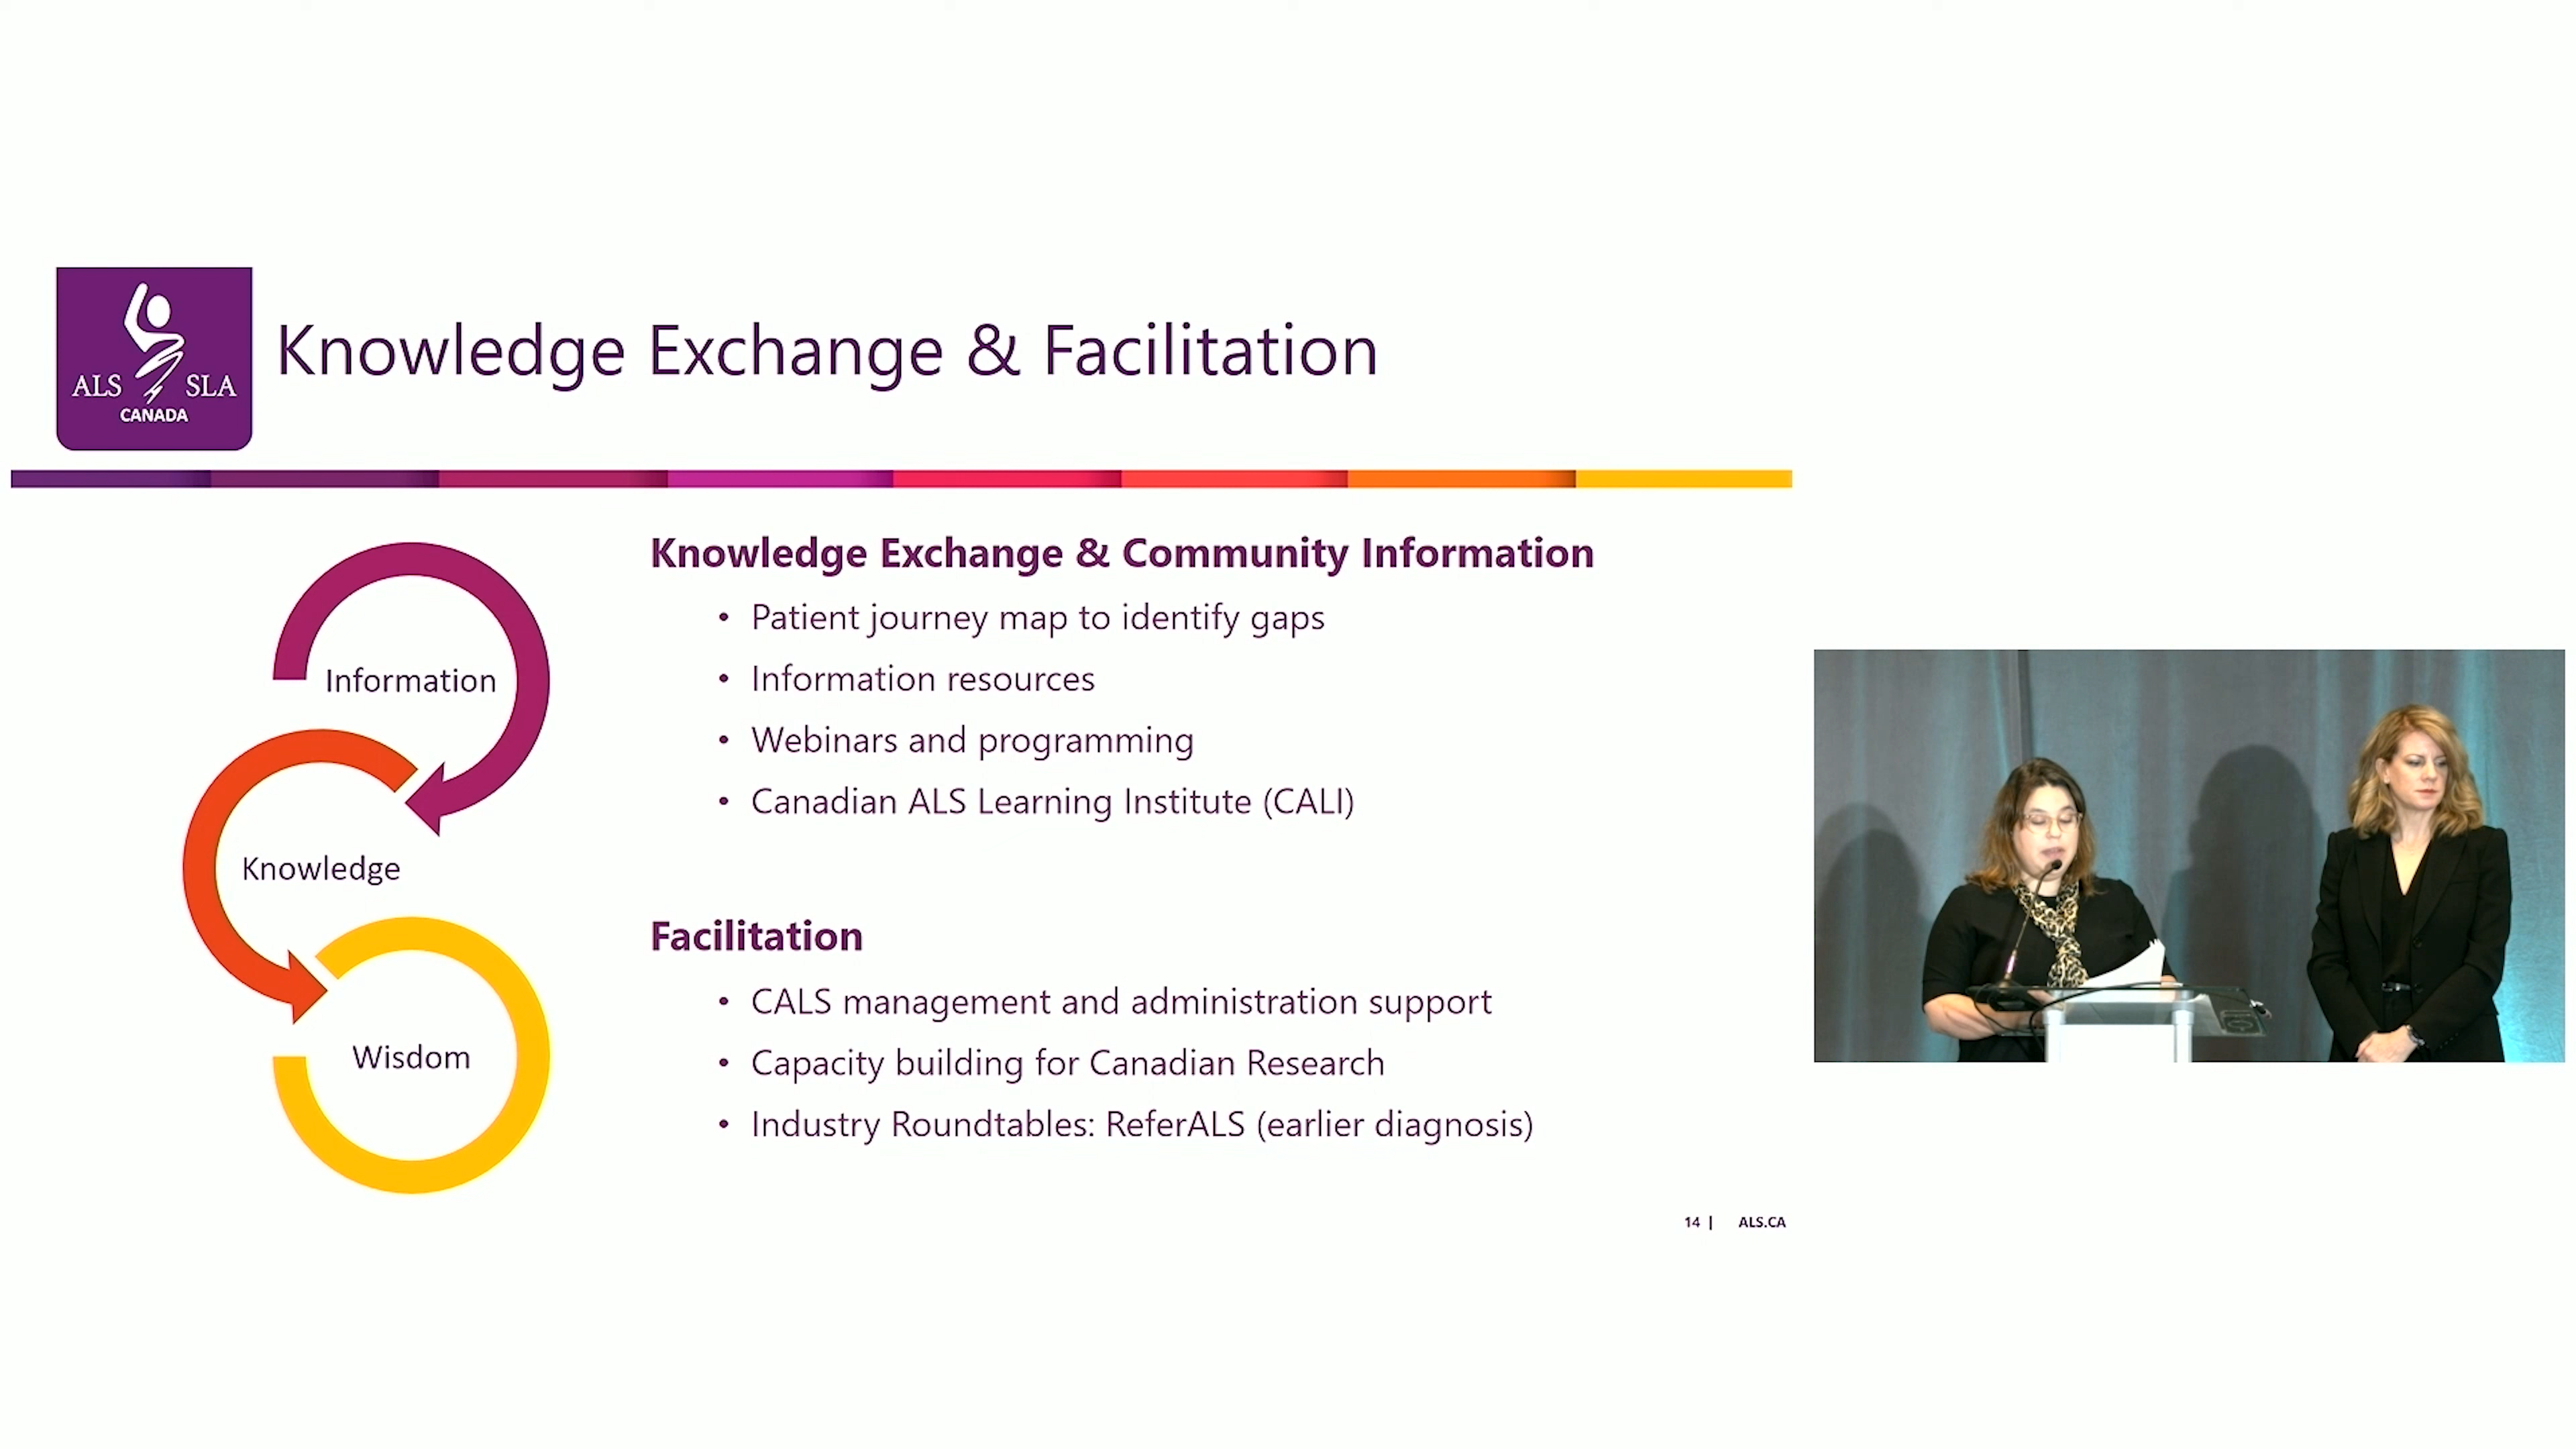 ALS SLA
CANADA
Knowledge Exchange & Facilitation
Information
Knowledge
Wisdom
Knowledge Exchange & Community Information
• Patient journey map to identify gaps
• Information resources
• Webinars and programming
• Canadian ALS Learning Institute (CALI)
Facilitation
• CALS management and administration support
• Capacity building for Canadian Research
• Industry Roundtables: ReferALS (earlier diagnosis)
14 | ALS.CA